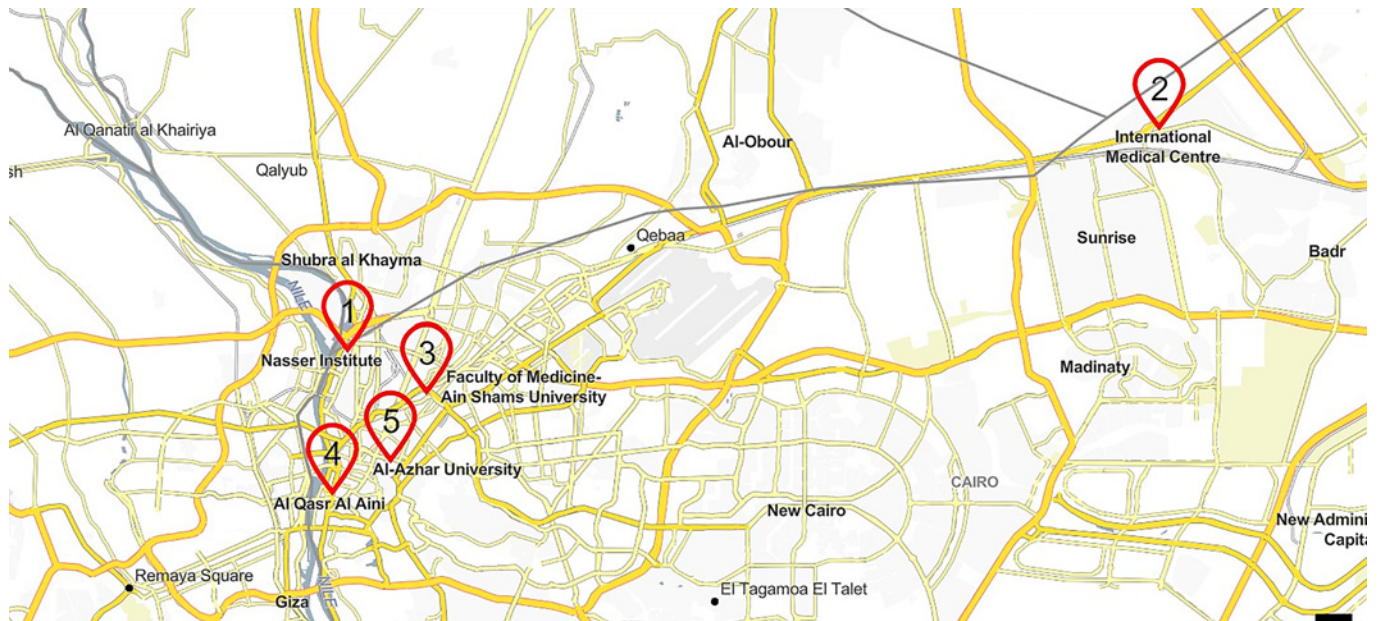 2
International
Medical Centre
Al Qanatir al Khairiya
Al-Obour
sh
Qalyub
Qebaa
Sunrise
Badr
Shubra al Khayma
NILE
1
Nasser Institute
3
Faculty of Medicine-
Ain Shams University
Madinaty
5
Al-Azhar University
4
Al Qasr Al Aini
CAIRO
New Cairo
New Admini
Capita
Remaya Square
El Tagamoa El Talet
Giza
NILE